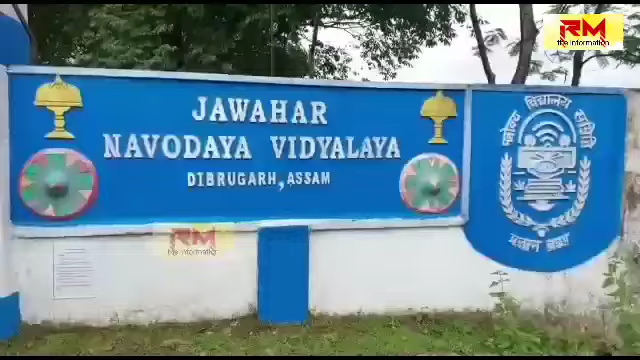 RM
the information
JAWAHAR
NAVODAYA VIDYALAYA
DIBRUGARH, ASSAM
नवोदय विद्यालय समिति
प्रज्ञानं ब्रह्म
RM
the information